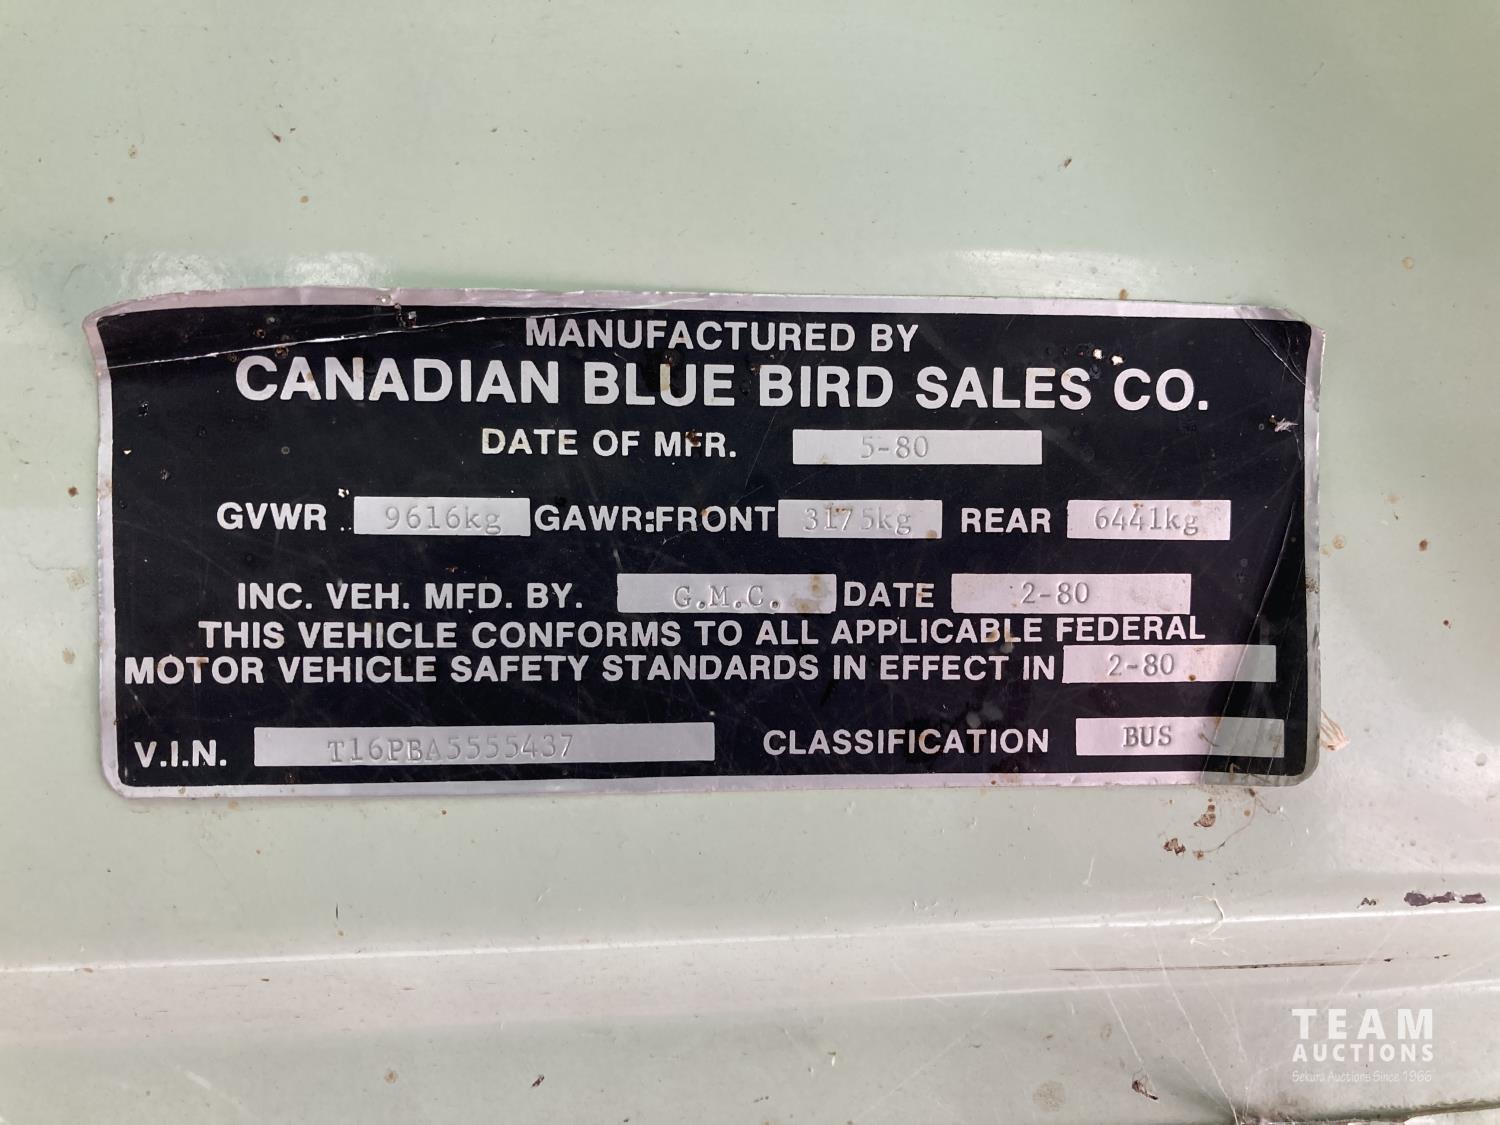 MANUFACTURED BY
CANADIAN BLUE BIRD SALES CO.
DATE OF MFR. 5-80
GVWR 9616kg GAWR:FRONT 3175kg REAR 6441kg
INC. VEH. MFD. BY. G.M.C. DATE 2-80
THIS VEHICLE CONFORMS TO ALL APPLICABLE FEDERAL
MOTOR VEHICLE SAFETY STANDARDS IN EFFECT IN 2-80
V.I.N. T16PBA5555437 CLASSIFICATION BUS
TEAM
AUCTIONS
Sekura Auctions Since 1966